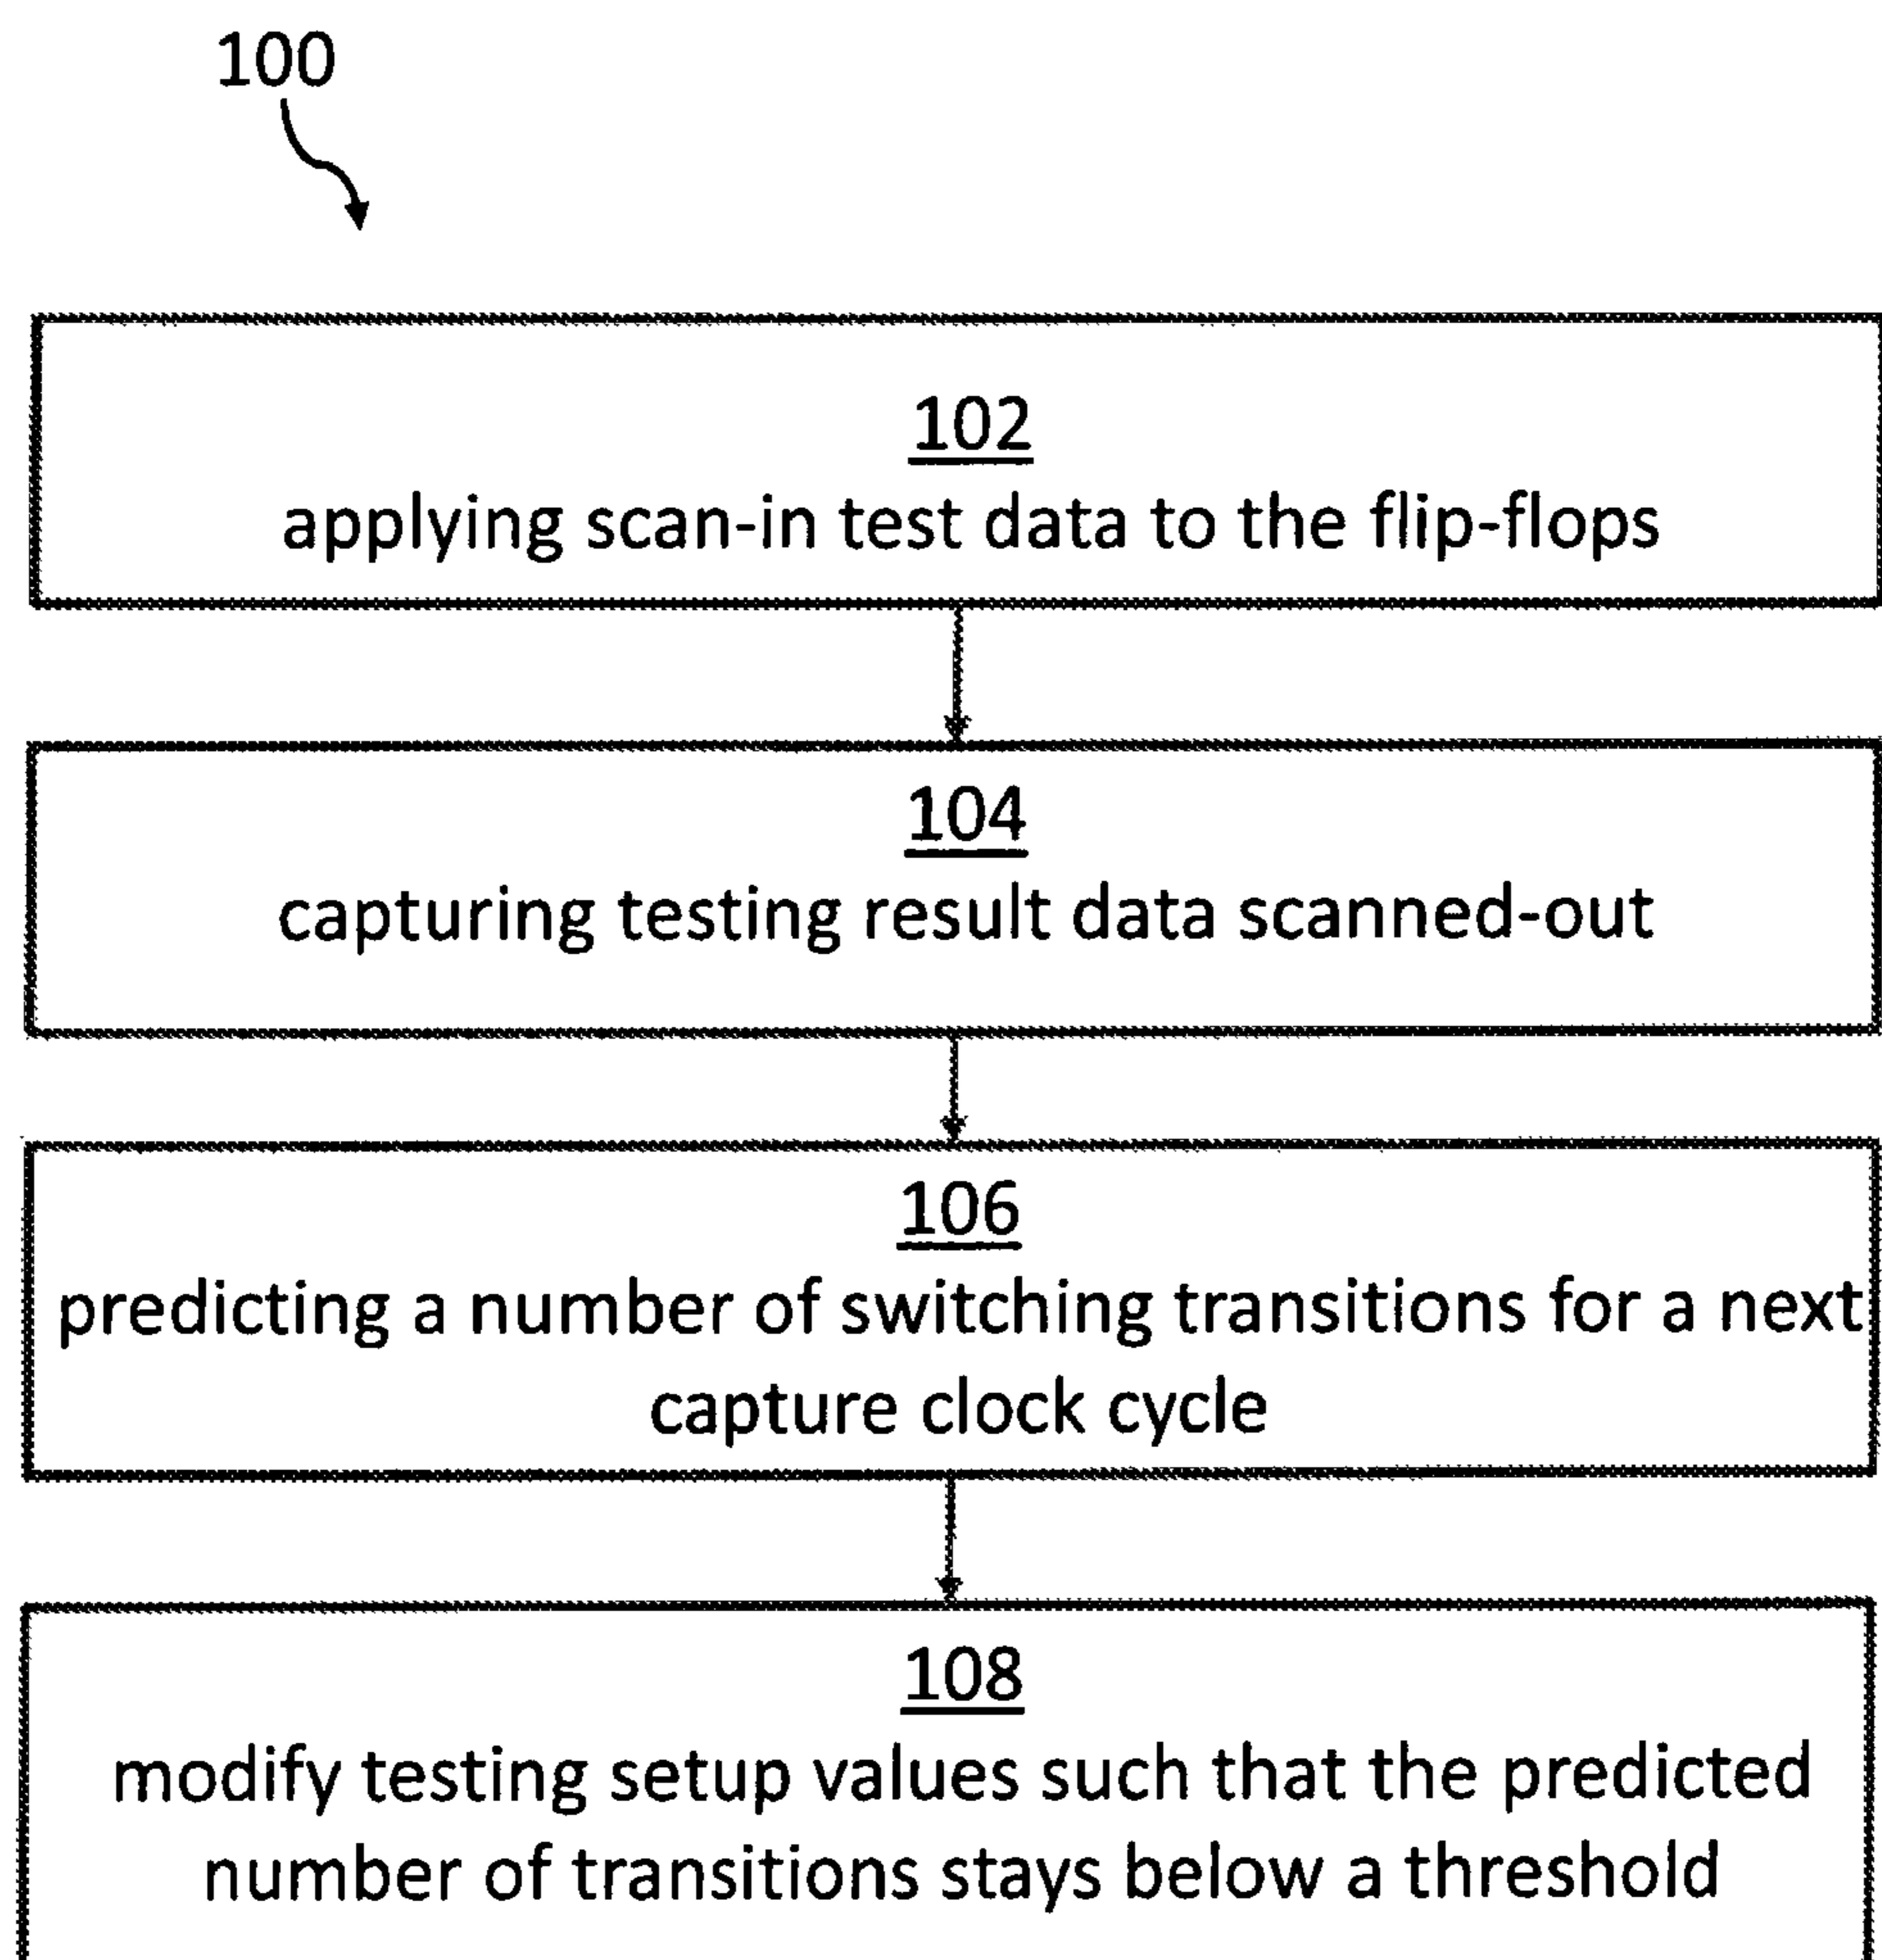 100
102
applying scan-in test data to the flip-flops
104
capturing testing result data scanned-out
106
predicting a number of switching transitions for a next
capture clock cycle
108
modify testing setup values such that the predicted
number of transitions stays below a threshold